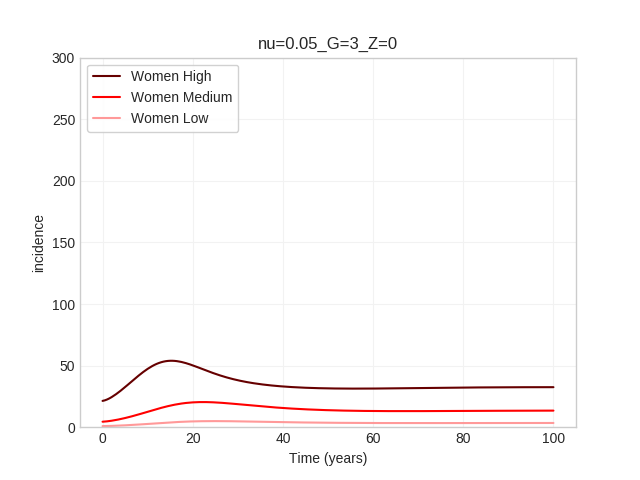 nu=0.05_G=3_Z=0
300
250
200
150
100
50
0
incidence
Women High
Women Medium
Women Low
0 20 40 60 80 100
Time (years)